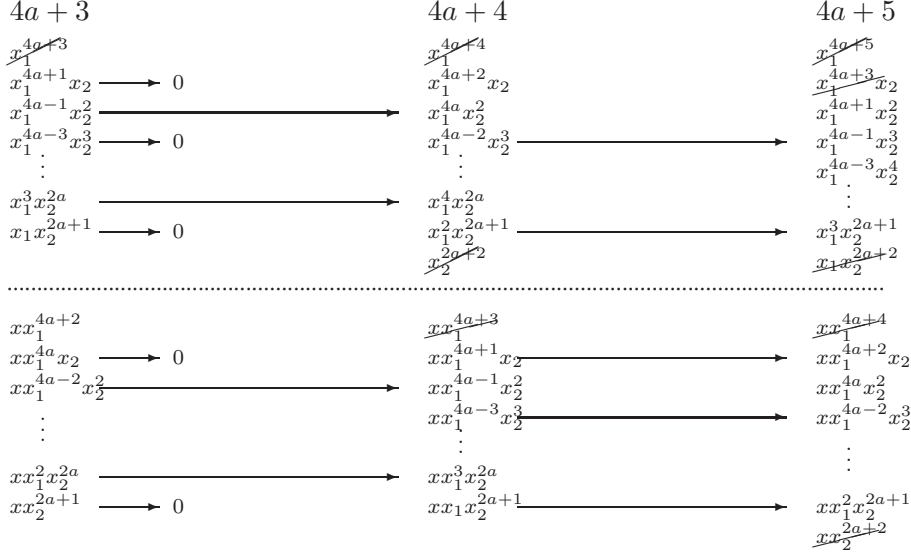 4a + 3 4a + 4 4a + 5
x_1^{4a+3} x_1^{4a+4} x_1^{4a+5}
x_1^{4a+1}x_2 0 x_1^{4a+2}x_2 x_1^{4a+3}x_2
x_1^{4a-1}x_2^2 x_1^{4a}x_2^2 x_1^{4a+1}x_2^2
x_1^{4a-3}x_2^3 0 x_1^{4a-2}x_2^3 x_1^{4a-1}x_2^3
⋮ ⋮ x_1^{4a-3}x_2^4
⋮
x_1^3x_2^{2a} x_1^4x_2^{2a}
x_1x_2^{2a+1} 0 x_1^2x_2^{2a+1} x_1^3x_2^{2a+1}
x_2^{2a+2} x_1x_2^{2a+2}
xx_1^{4a+2} xx_1^{4a+3} xx_1^{4a+4}
xx_1^{4a}x_2 0 xx_1^{4a+1}x_2 xx_1^{4a+2}x_2
xx_1^{4a-2}x_2^2 xx_1^{4a-1}x_2^2 xx_1^{4a}x_2^2
⋮ xx_1^{4a-3}x_2^3 xx_1^{4a-2}x_2^3
⋮ ⋮
xx_1^2x_2^{2a} xx_1^3x_2^{2a}
xx_2^{2a+1} 0 xx_1x_2^{2a+1} xx_1^2x_2^{2a+1}
xx_2^{2a+2}